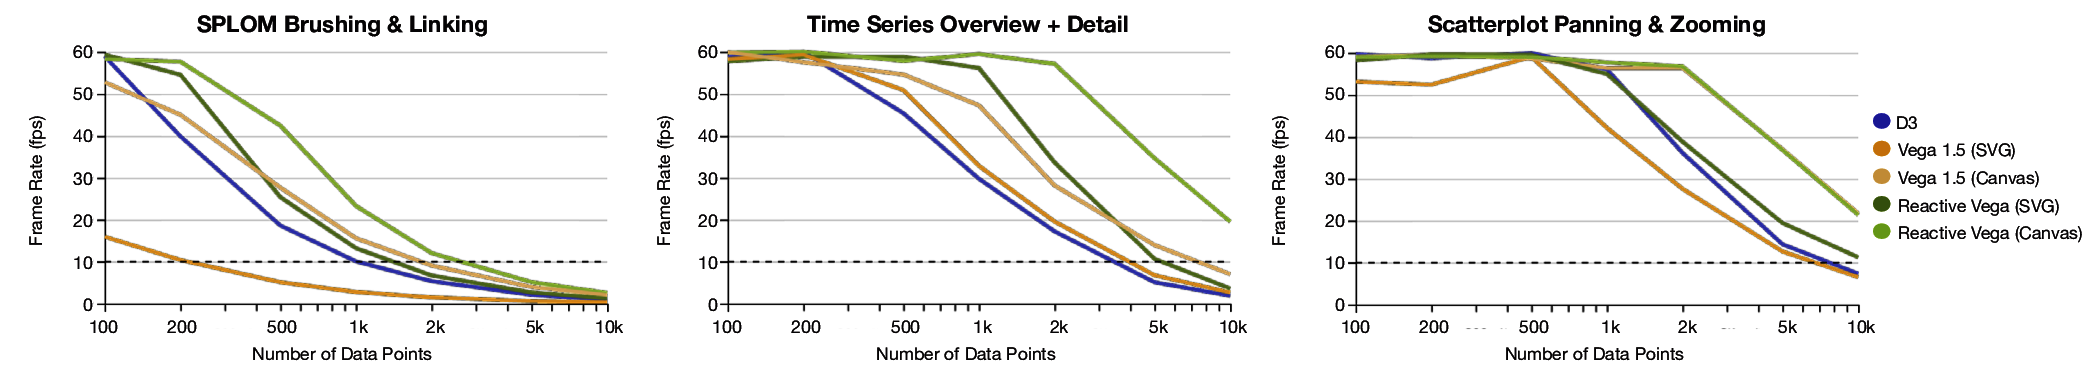 SPLOM Brushing & Linking
Frame Rate (fps)
60
50
40
30
20
10
0
100 200 500 1k 2k 5k 10k
Number of Data Points
Time Series Overview + Detail
Frame Rate (fps)
60
50
40
30
20
10
0
100 200 500 1k 2k 5k 10k
Number of Data Points
Scatterplot Panning & Zooming
Frame Rate (fps)
60
50
40
30
20
10
0
100 200 500 1k 2k 5k 10k
Number of Data Points
D3
Vega 1.5 (SVG)
Vega 1.5 (Canvas)
Reactive Vega (SVG)
Reactive Vega (Canvas)